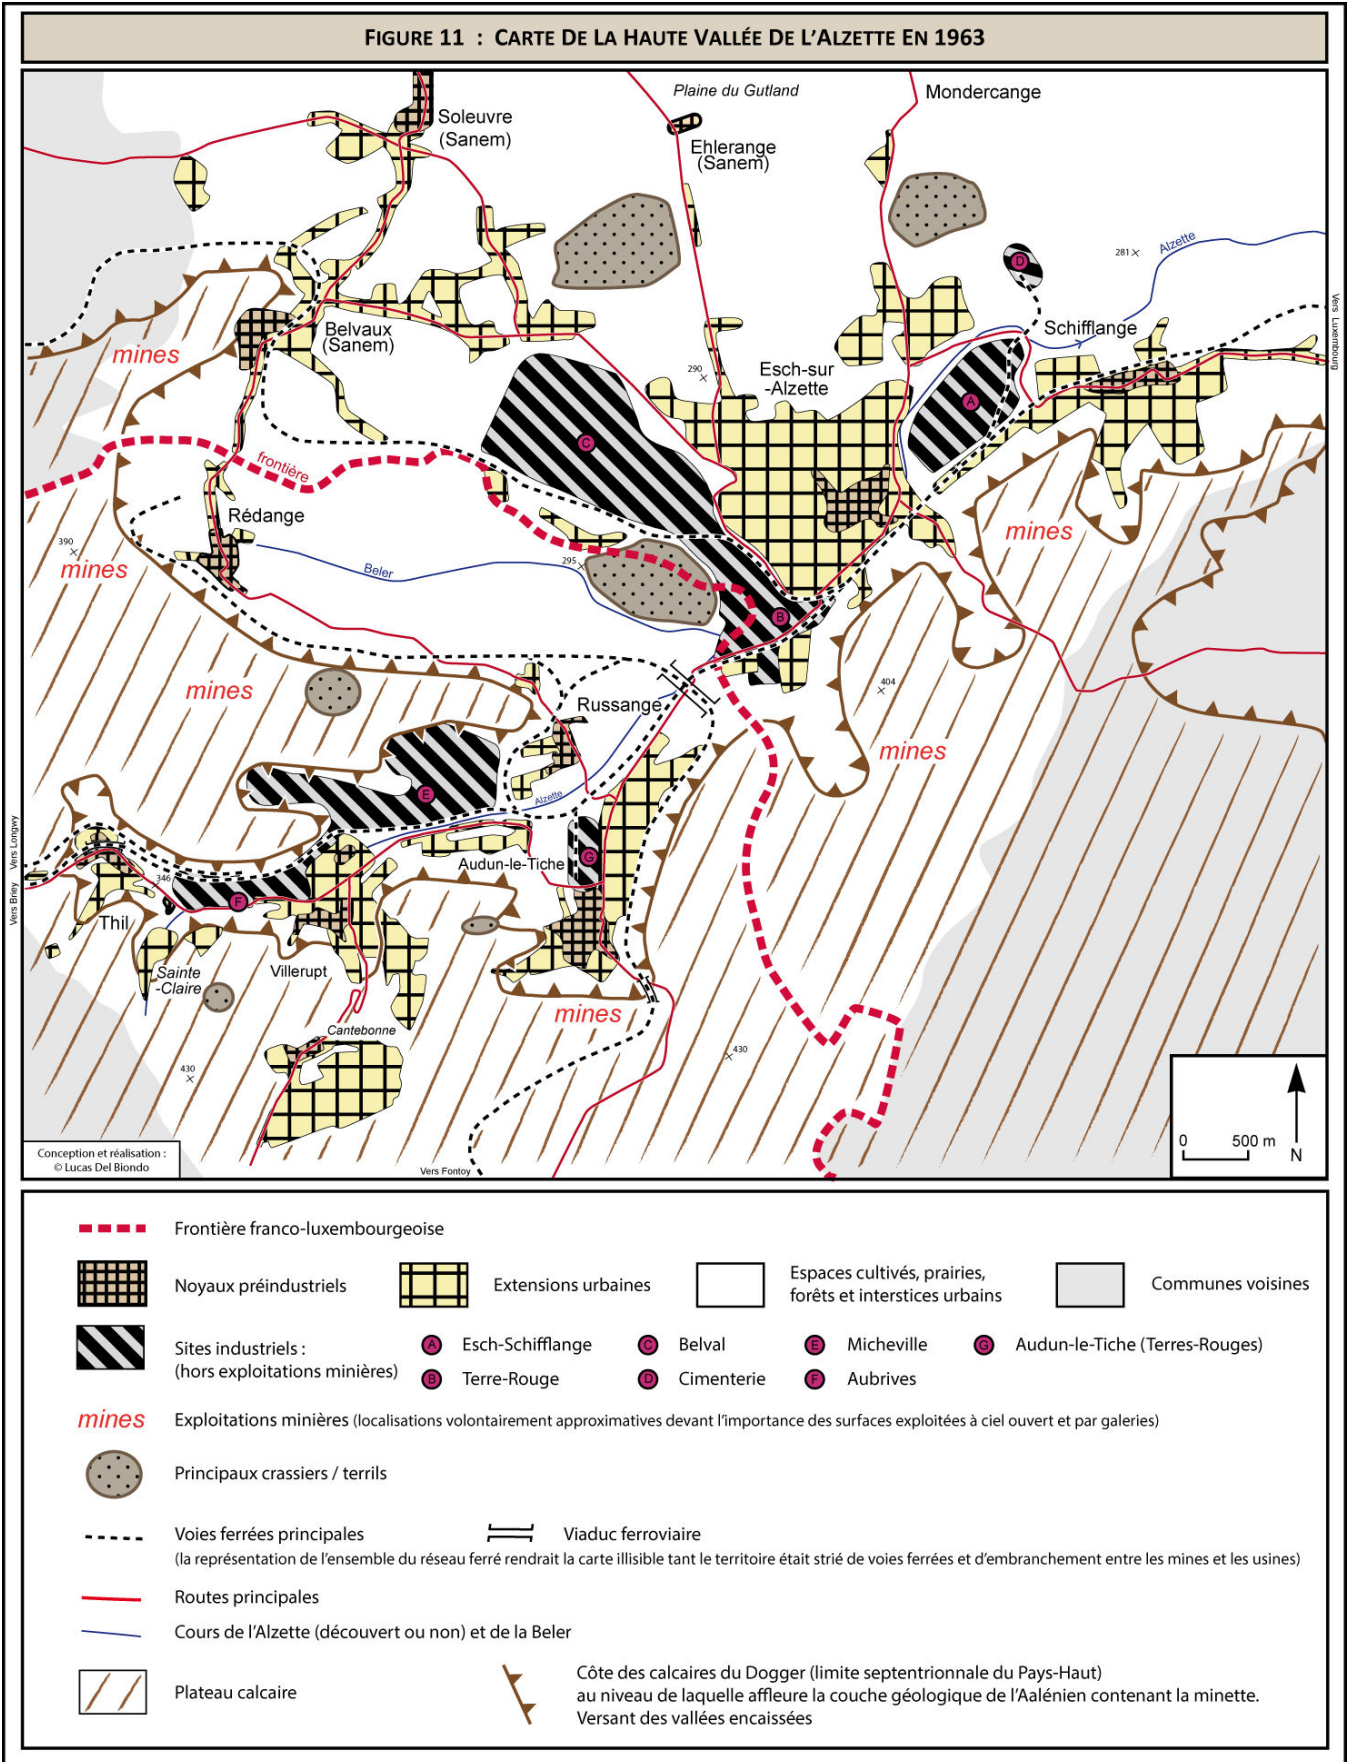 FIGURE 11 : CARTE DE LA HAUTE VALLÉE DE L'ALZETTE EN 1963
Plaine du Gutland
Mondercange
Soleuvre
(Sanem)
Ehlerange
(Sanem)
D
281
Alzette
Vers Luxembourg
Schifflange
Belvaux
(Sanem)
mines
290
Esch-sur
-Alzette
A
C
frontière
Rédange
390
mines
mines
Beler
295
B
mines
404
Russange
mines
E
Alzette
Vers Longwy
Vers Briey
Audun-le-Tiche
G
346
F
Thil
Sainte
-Claire
Villerupt
mines
Cantebonne
430
430
Vers Fontoy
Conception et réalisation :
© Lucas Del Biondo
0 500 m
N
Frontière franco-luxembourgeoise
Noyaux préindustriels
Extensions urbaines
Espaces cultivés, prairies,
forêts et interstices urbains
Communes voisines
Sites industriels :
(hors exploitations minières)
A Esch-Schifflange
C Belval
E Micheville
G Audun-le-Tiche (Terres-Rouges)
B Terre-Rouge
D Cimenterie
F Aubrives
mines Exploitations minières (localisations volontairement approximatives devant l'importance des surfaces exploitées à ciel ouvert et par galeries)
Principaux crassiers / terrils
Voies ferrées principales
Viaduc ferroviaire
(la représentation de l'ensemble du réseau ferré rendrait la carte illisible tant le territoire était strié de voies ferrées et d'embranchement entre les mines et les usines)
Routes principales
Cours de l'Alzette (découvert ou non) et de la Beler
Plateau calcaire
Côte des calcaires du Dogger (limite septentrionnale du Pays-Haut)
au niveau de laquelle affleure la couche géologique de l'Aalénien contenant la minette.
Versant des vallées encaissées